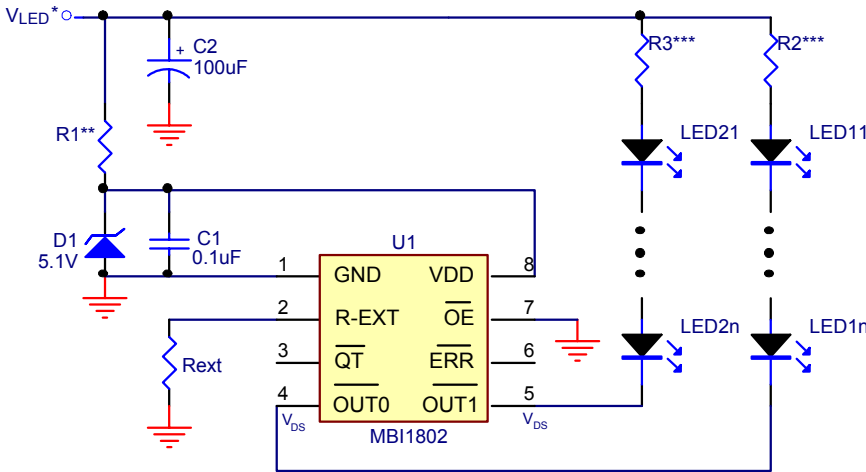 VLED*
C2
100uF
R3***
R2***
R1**
LED21
LED11
D1
5.1V
C1
0.1uF
U1
1
GND
VDD
8
2
R-EXT
OE
7
3
QT
ERR
6
4
OUT0
OUT1
5
Rext
VDS
VDS
MBI1802
LED2n
LED1n